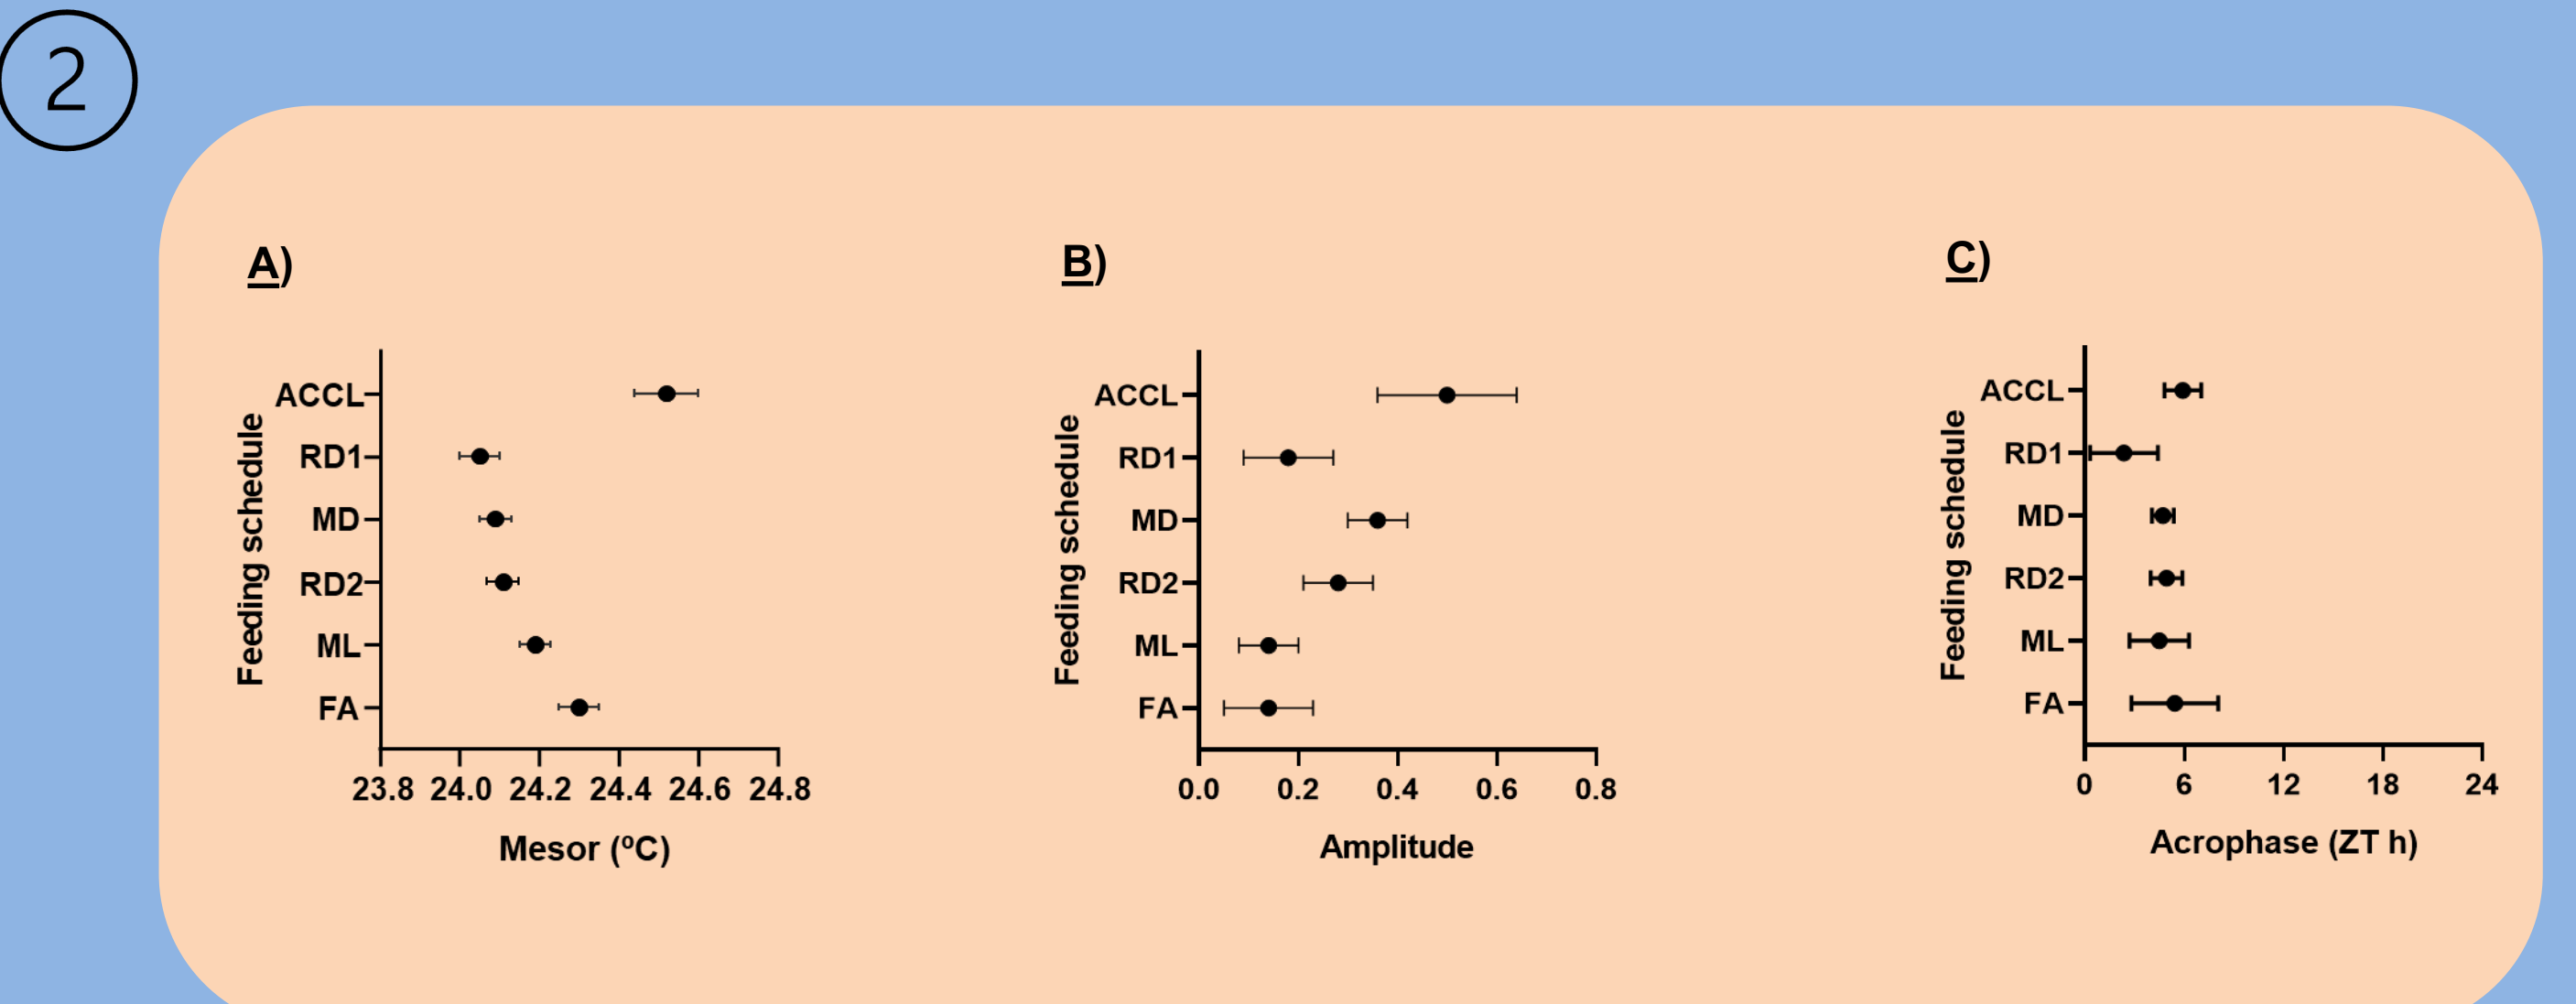 2
A)
ACCL
RD1
MD
RD2
ML
FA
Feeding schedule
23.8 24.0 24.2 24.4 24.6 24.8
Mesor (ºC)
B)
ACCL
RD1
MD
RD2
ML
FA
Feeding schedule
0.0 0.2 0.4 0.6 0.8
Amplitude
C)
ACCL
RD1
MD
RD2
ML
FA
Feeding schedule
0 6 12 18 24
Acrophase (ZT h)